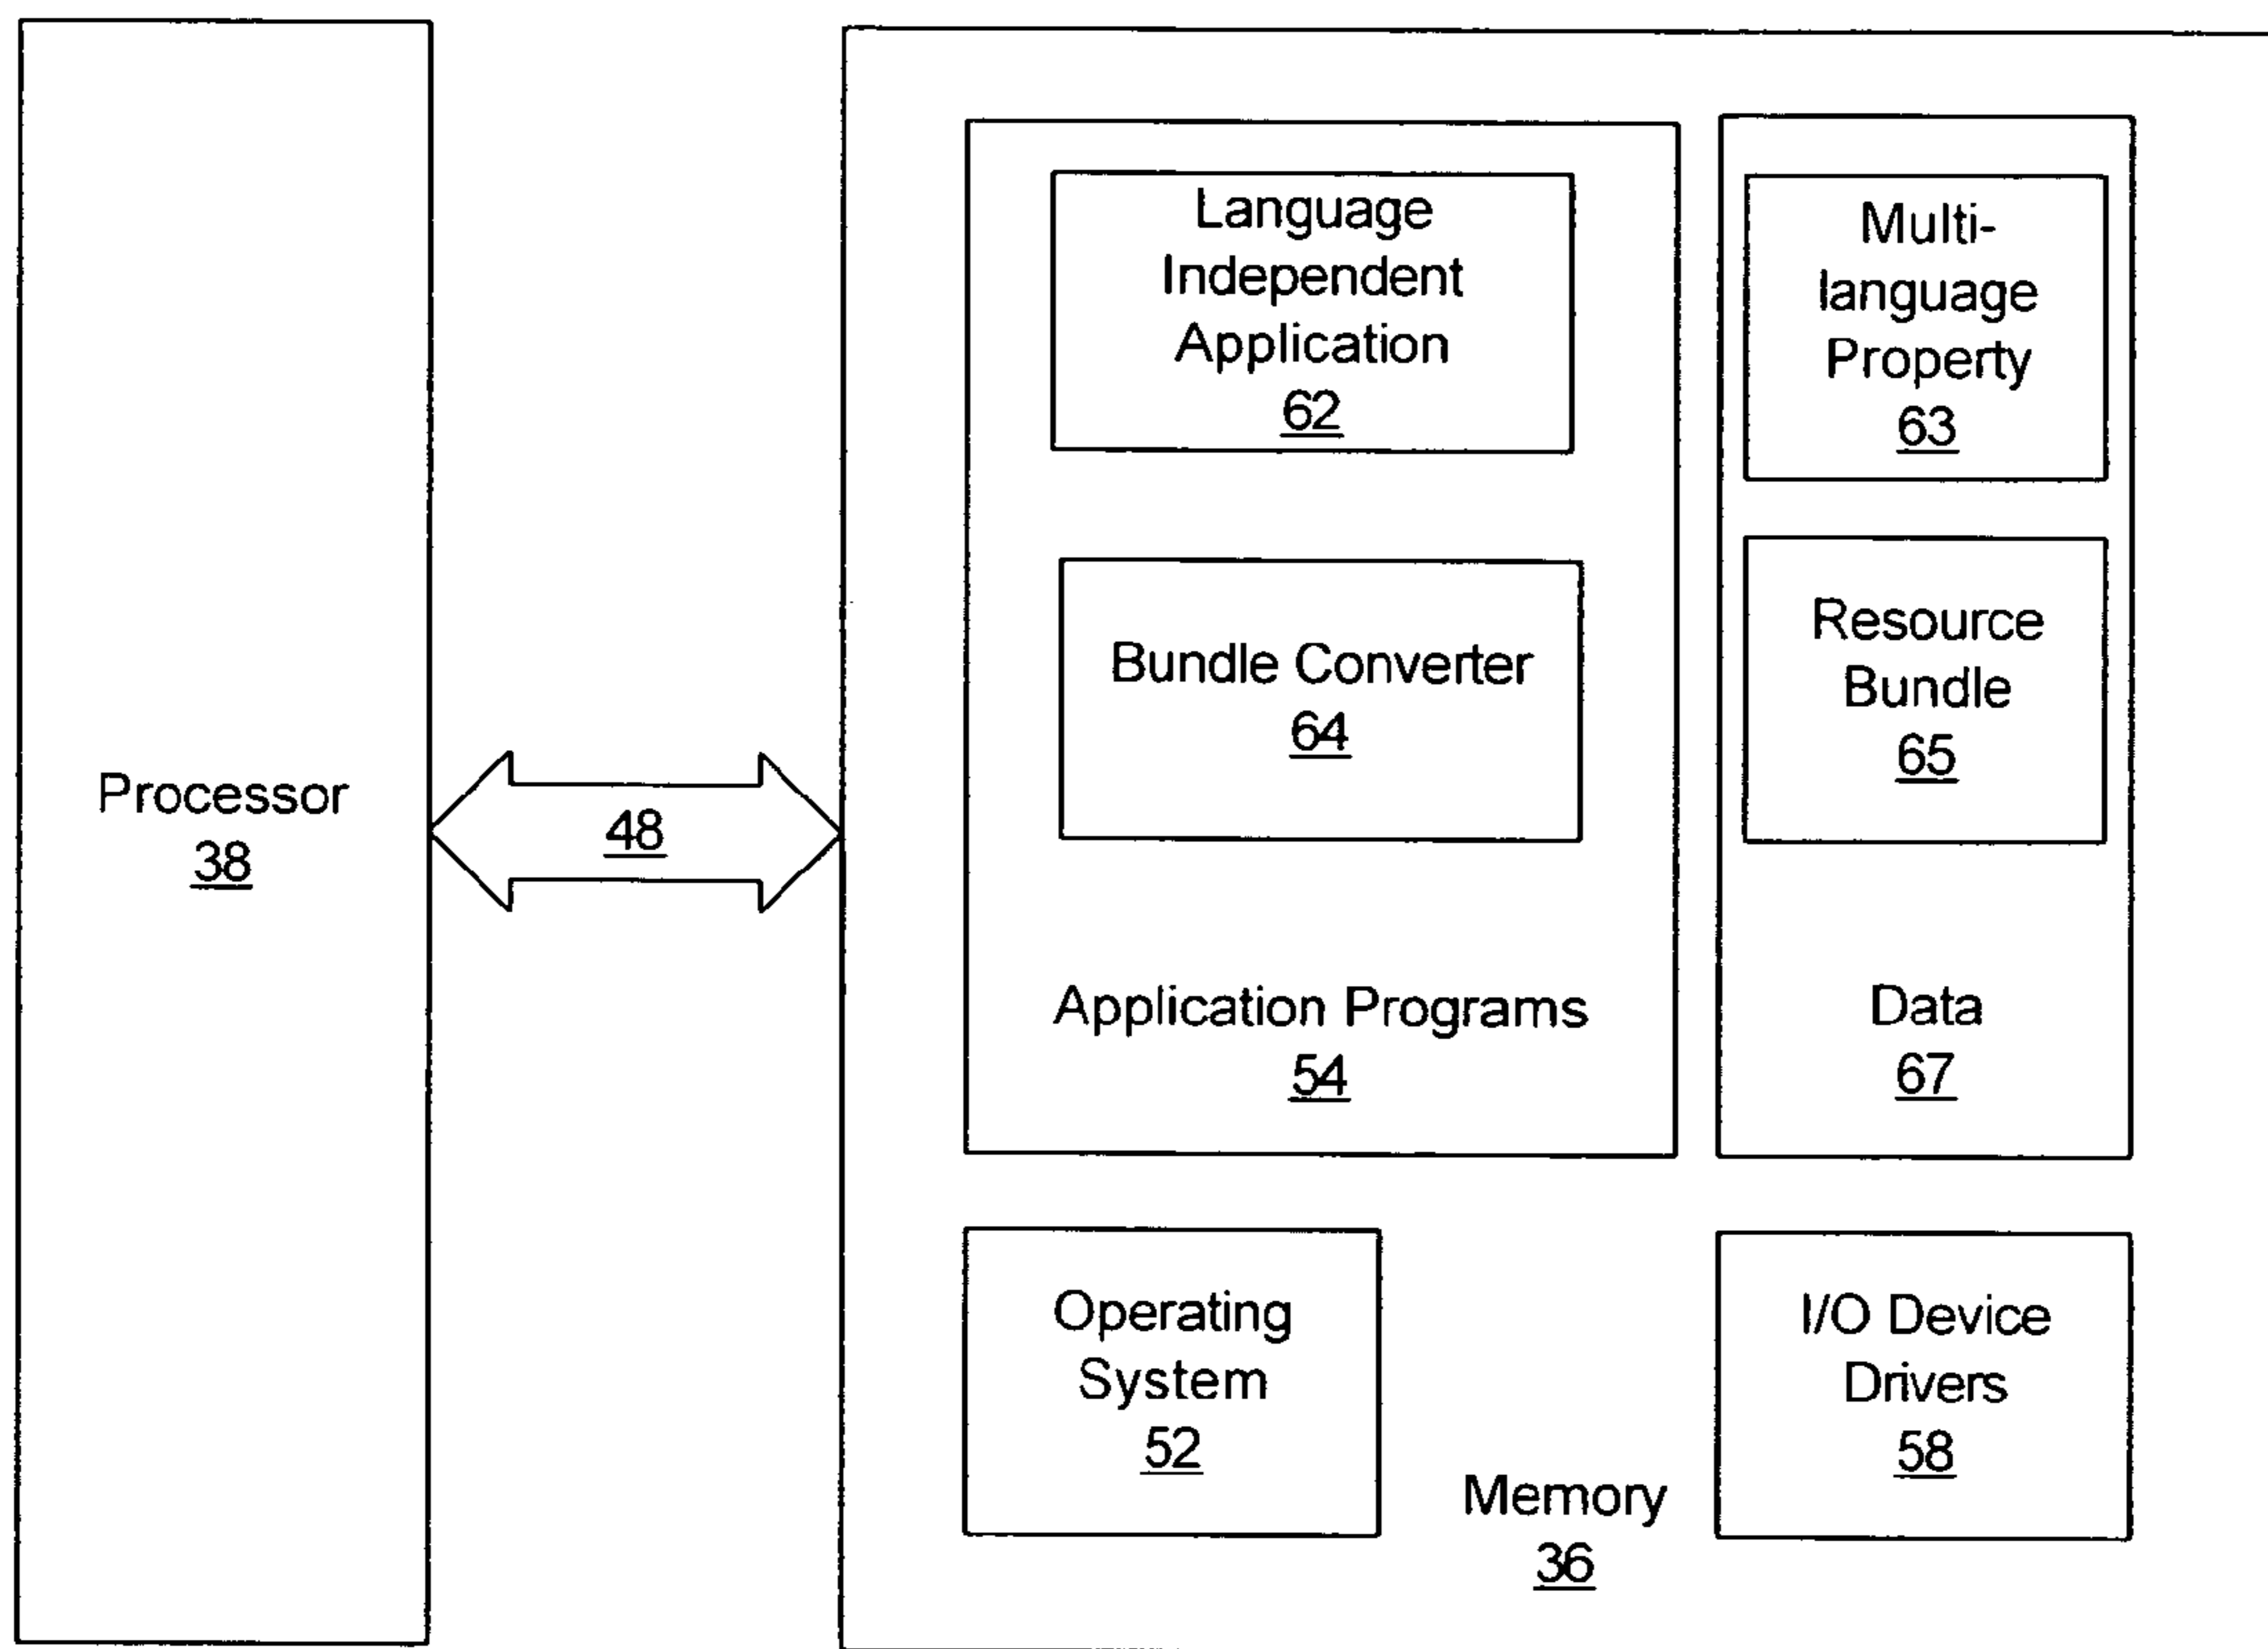 Processor
38
48
Language
Independent
Application
62
Bundle Converter
64
Application Programs
54
Multi-
language
Property
63
Resource
Bundle
65
Data
67
Operating
System
52
Memory
36
I/O Device
Drivers
58